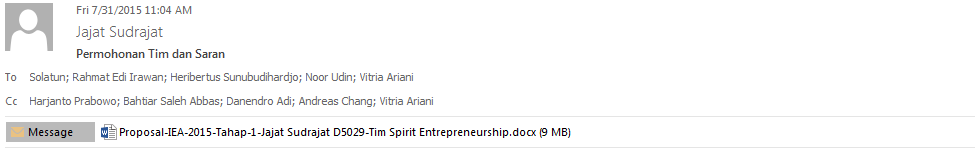 Fri 7/31/2015 11:04 AM
Jajat Sudrajat
Permohonan Tim dan Saran
To Solatun; Rahmat Edi Irawan; Heribertus Sunubudihardjo; Noor Udin; Vitria Ariani
Cc Harjanto Prabowo; Bahtiar Saleh Abbas; Danendro Adi; Andreas Chang; Vitria Ariani
Message Proposal-IEA-2015-Tahap-1-Jajat Sudrajat D5029-Tim Spirit Entrepreneurship.docx (9 MB)